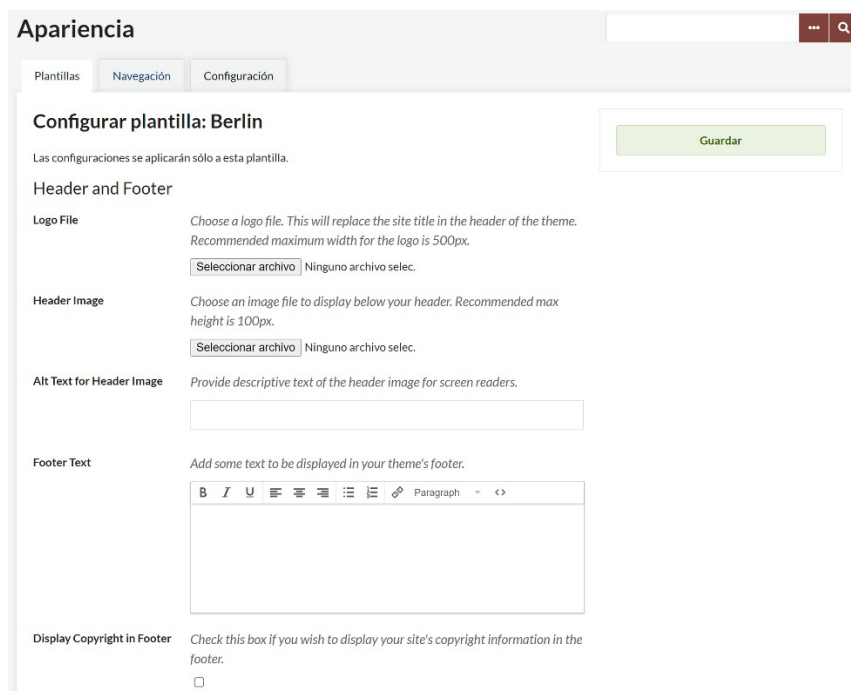 Apariencia
Plantillas
Navegación
Configuración
Configurar plantilla: Berlin
Guardar
Las configuraciones se aplicarán sólo a esta plantilla.
Header and Footer
Logo File
Choose a logo file. This will replace the site title in the header of the theme.
Recommended maximum width for the logo is 500px.
Seleccionar archivo Ninguno archivo selec.
Header Image
Choose an image file to display below your header. Recommended max
height is 100px.
Seleccionar archivo Ninguno archivo selec.
Alt Text for Header Image
Provide descriptive text of the header image for screen readers.
Footer Text
Add some text to be displayed in your theme's footer.
B I U Paragraph
Display Copyright in Footer
Check this box if you wish to display your site's copyright information in the
footer.